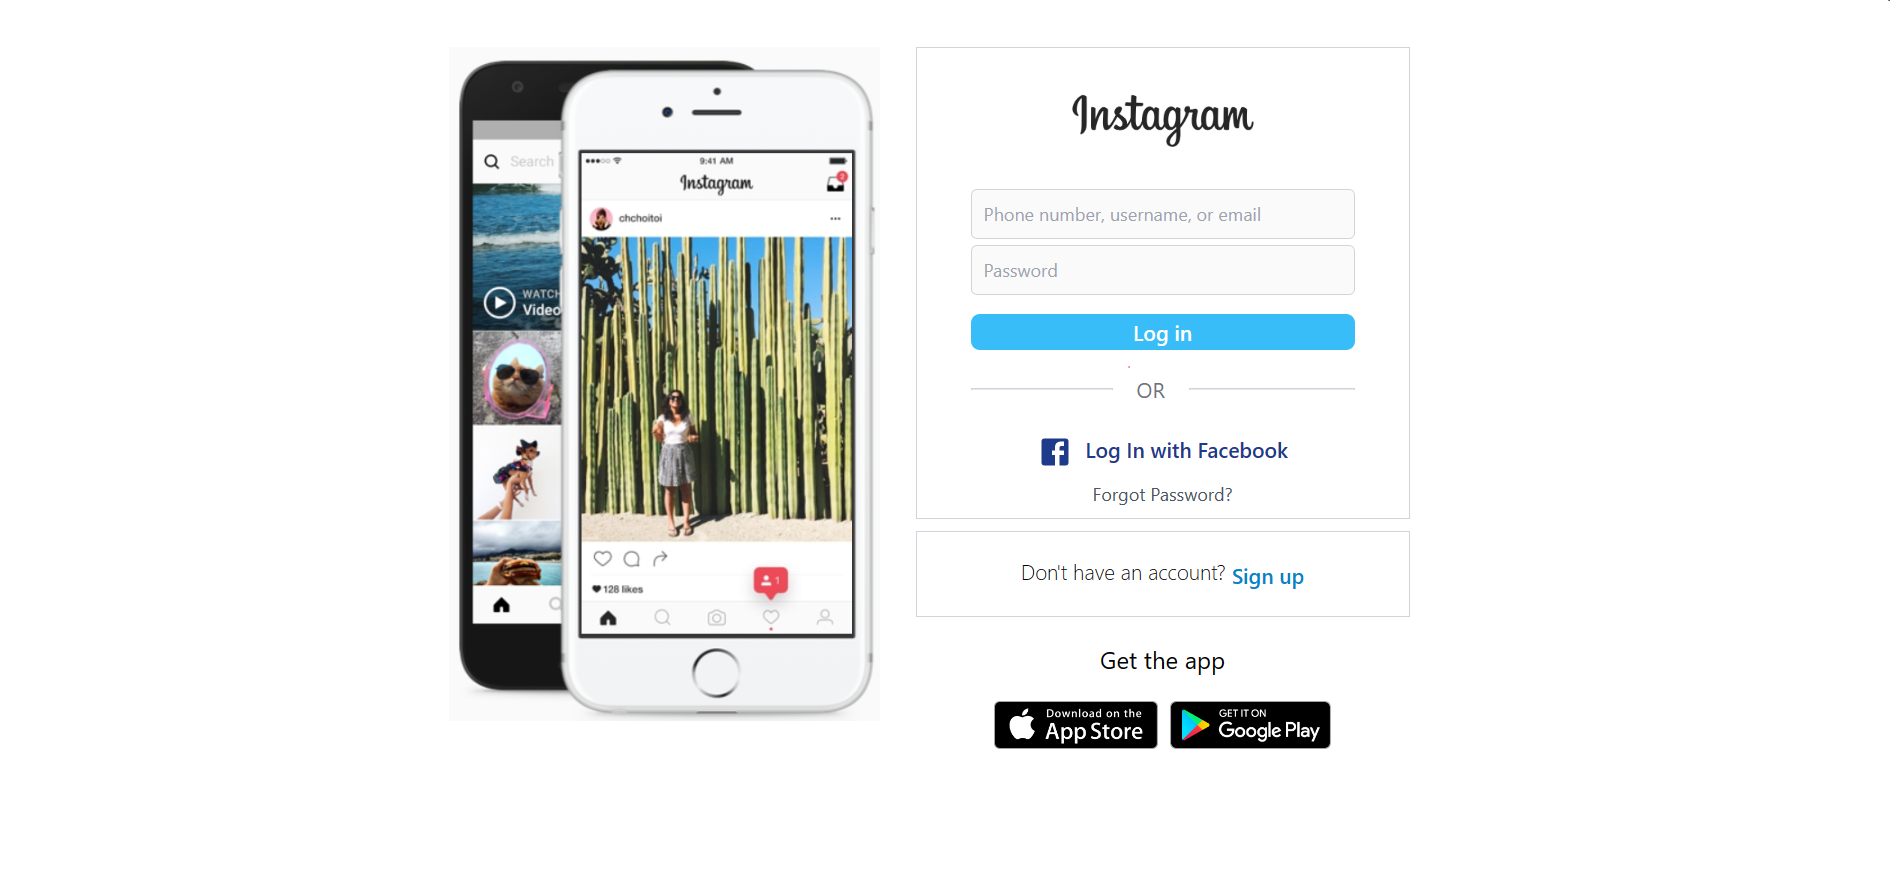 Search
WATCH
Video
9:41 AM
Instagram
2
chchoitoi
128 likes
1
Instagram
Phone number, username, or email
Password
Log in
OR
Log In with Facebook
Forgot Password?
Don't have an account? Sign up
Get the app
Download on the
App Store
GET IT ON
Google Play